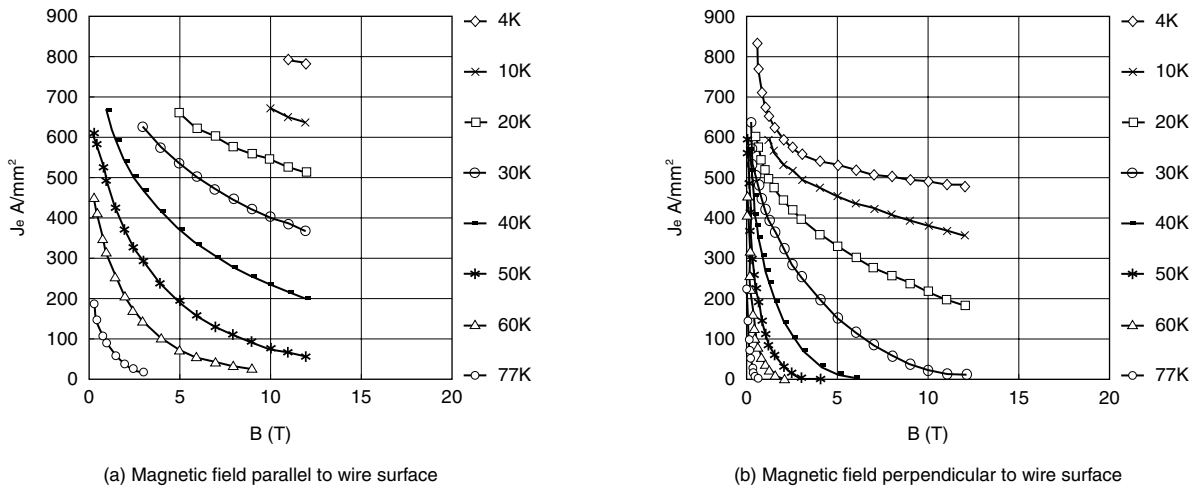 900
800
700
600
500
400
300
200
100
0
0 5 10 15 20
Je A/mm²
B (T)
4K
10K
20K
30K
40K
50K
60K
77K
(a) Magnetic field parallel to wire surface
900
800
700
600
500
400
300
200
100
0
0 5 10 15 20
Je A/mm²
B (T)
4K
10K
20K
30K
40K
50K
60K
77K
(b) Magnetic field perpendicular to wire surface